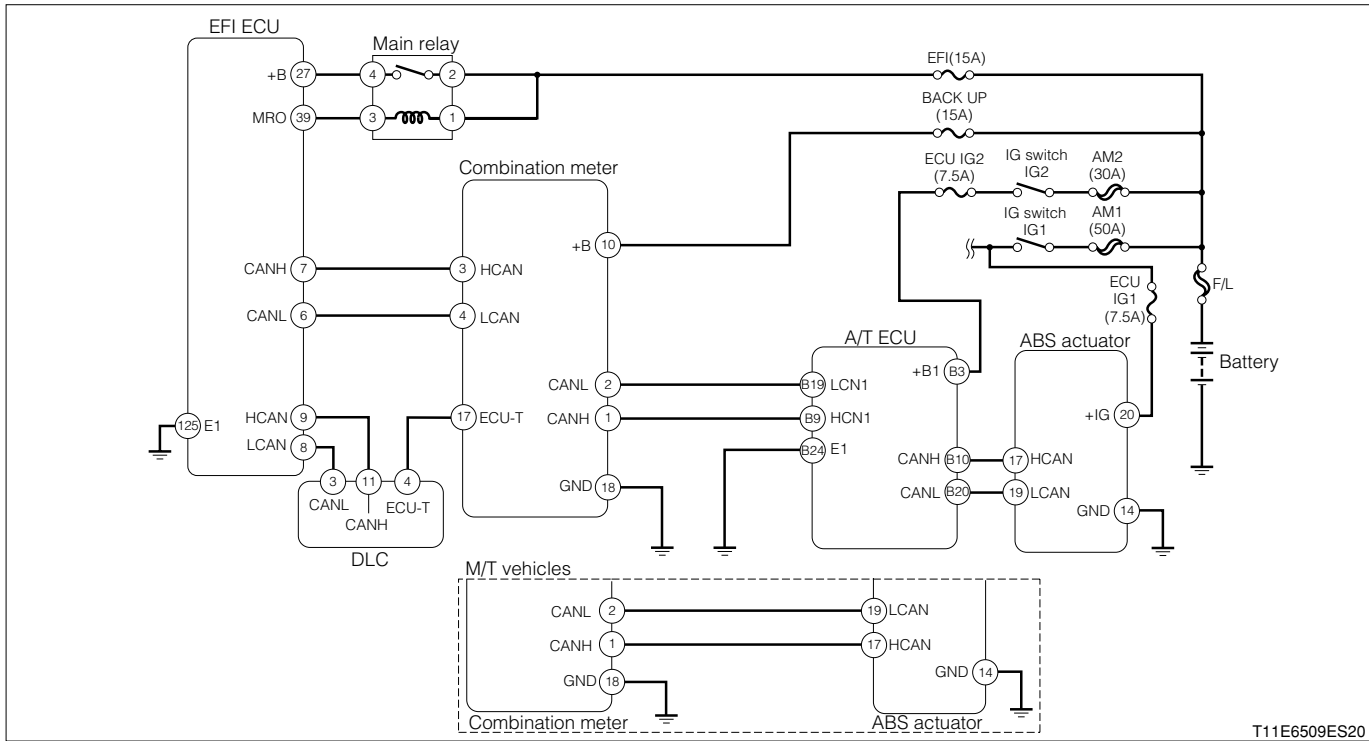 EFI ECU
Main relay
+B 27
4
2
EFI(15A)
MRO 39
3
1
BACK UP
(15A)
Combination meter
ECU IG2
(7.5A)
IG switch
IG2
AM2
(30A)
IG switch
IG1
AM1
(50A)
+B 10
CANH 7
3 HCAN
CANL 6
4 LCAN
ECU
IG1
(7.5A)
F/L
Battery
A/T ECU
ABS actuator
+B1 B3
CANL 2
B19 LCN1
CANH 1
B9 HCN1
+IG 20
HCAN 9
17 ECU-T
125 E1
LCAN 8
B24 E1
CANH B10
17 HCAN
CANL B20
19 LCAN
GND 18
GND 14
3
11
4
CANL
ECU-T
CANH
DLC
M/T vehicles
CANL 2
19 LCAN
CANH 1
17 HCAN
GND 18
GND 14
Combination meter
ABS actuator
T11E6509ES20